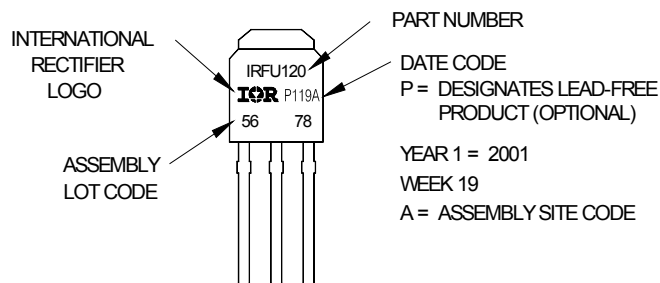 INTERNATIONAL
RECTIFIER
LOGO
ASSEMBLY
LOT CODE
IRFU120
IOR P119A
56 78
PART NUMBER
DATE CODE
P = DESIGNATES LEAD-FREE
PRODUCT (OPTIONAL)
YEAR 1 = 2001
WEEK 19
A = ASSEMBLY SITE CODE